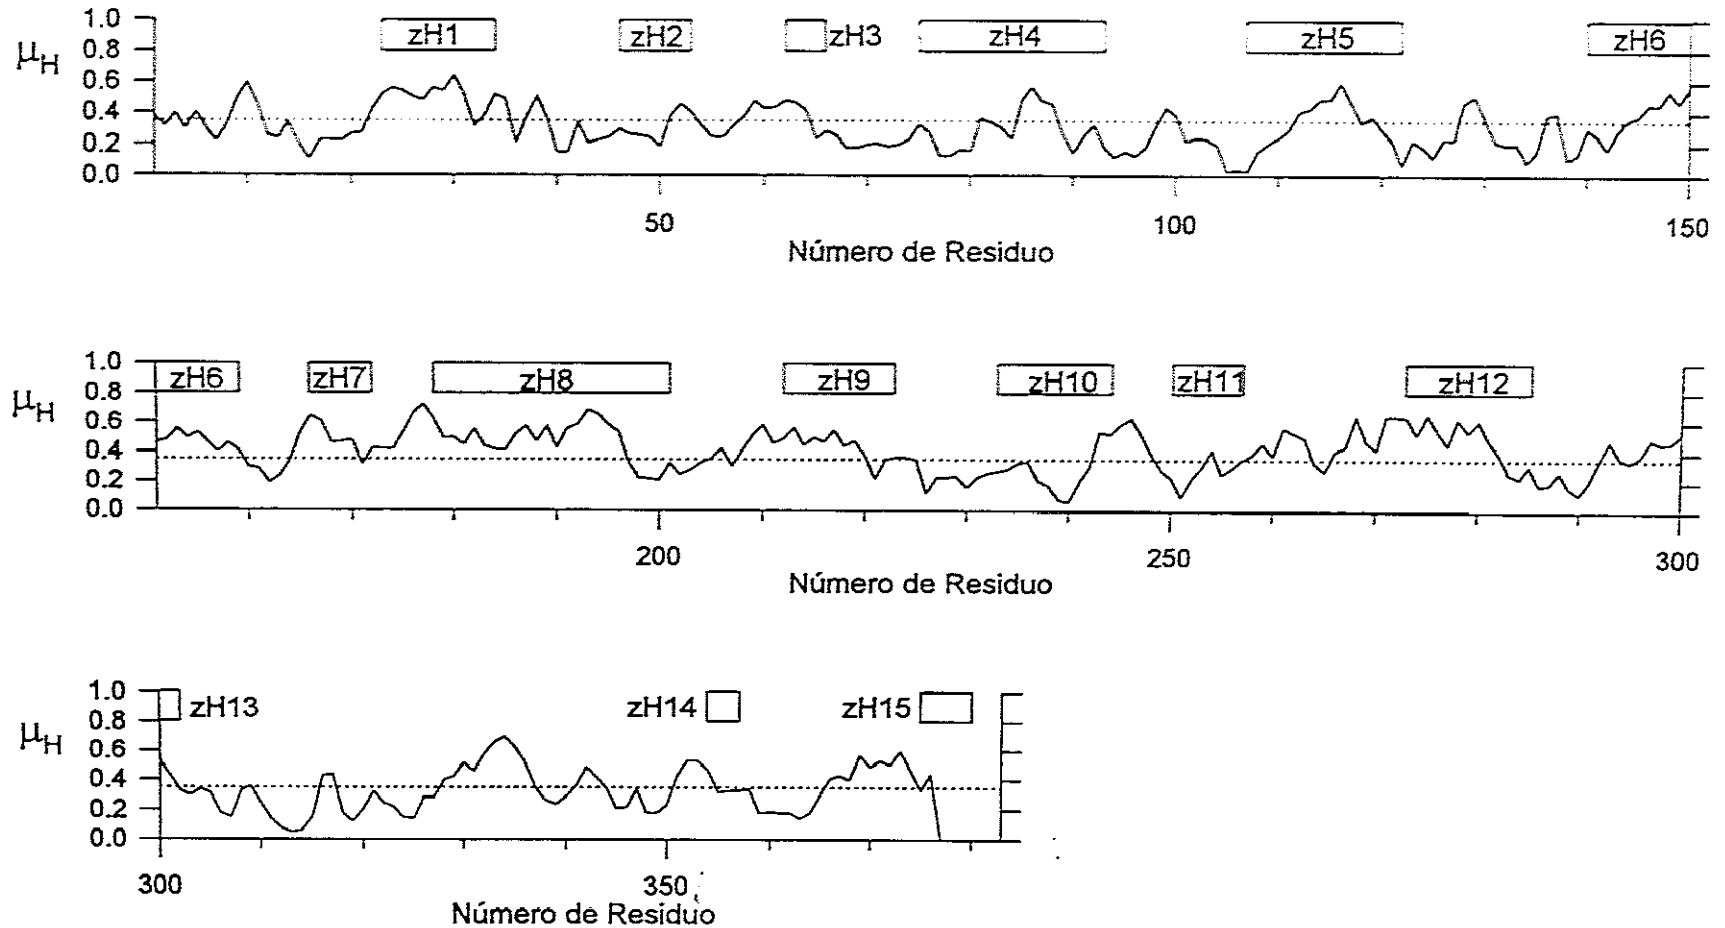 1.0 zH1 zH2 zH3 zH4 zH5 zH6
0.8
μH
0.6
0.4
0.2
0.0
50 100 150
Número de Residuo
1.0 zH6 zH7 zH8 zH9 zH10 zH11 zH12
0.8
μH
0.6
0.4
0.2
0.0
200 250 300
Número de Residuo
1.0 zH13 zH14 zH15
0.8
μH
0.6
0.4
0.2
0.0
300 350
Número de Residuo